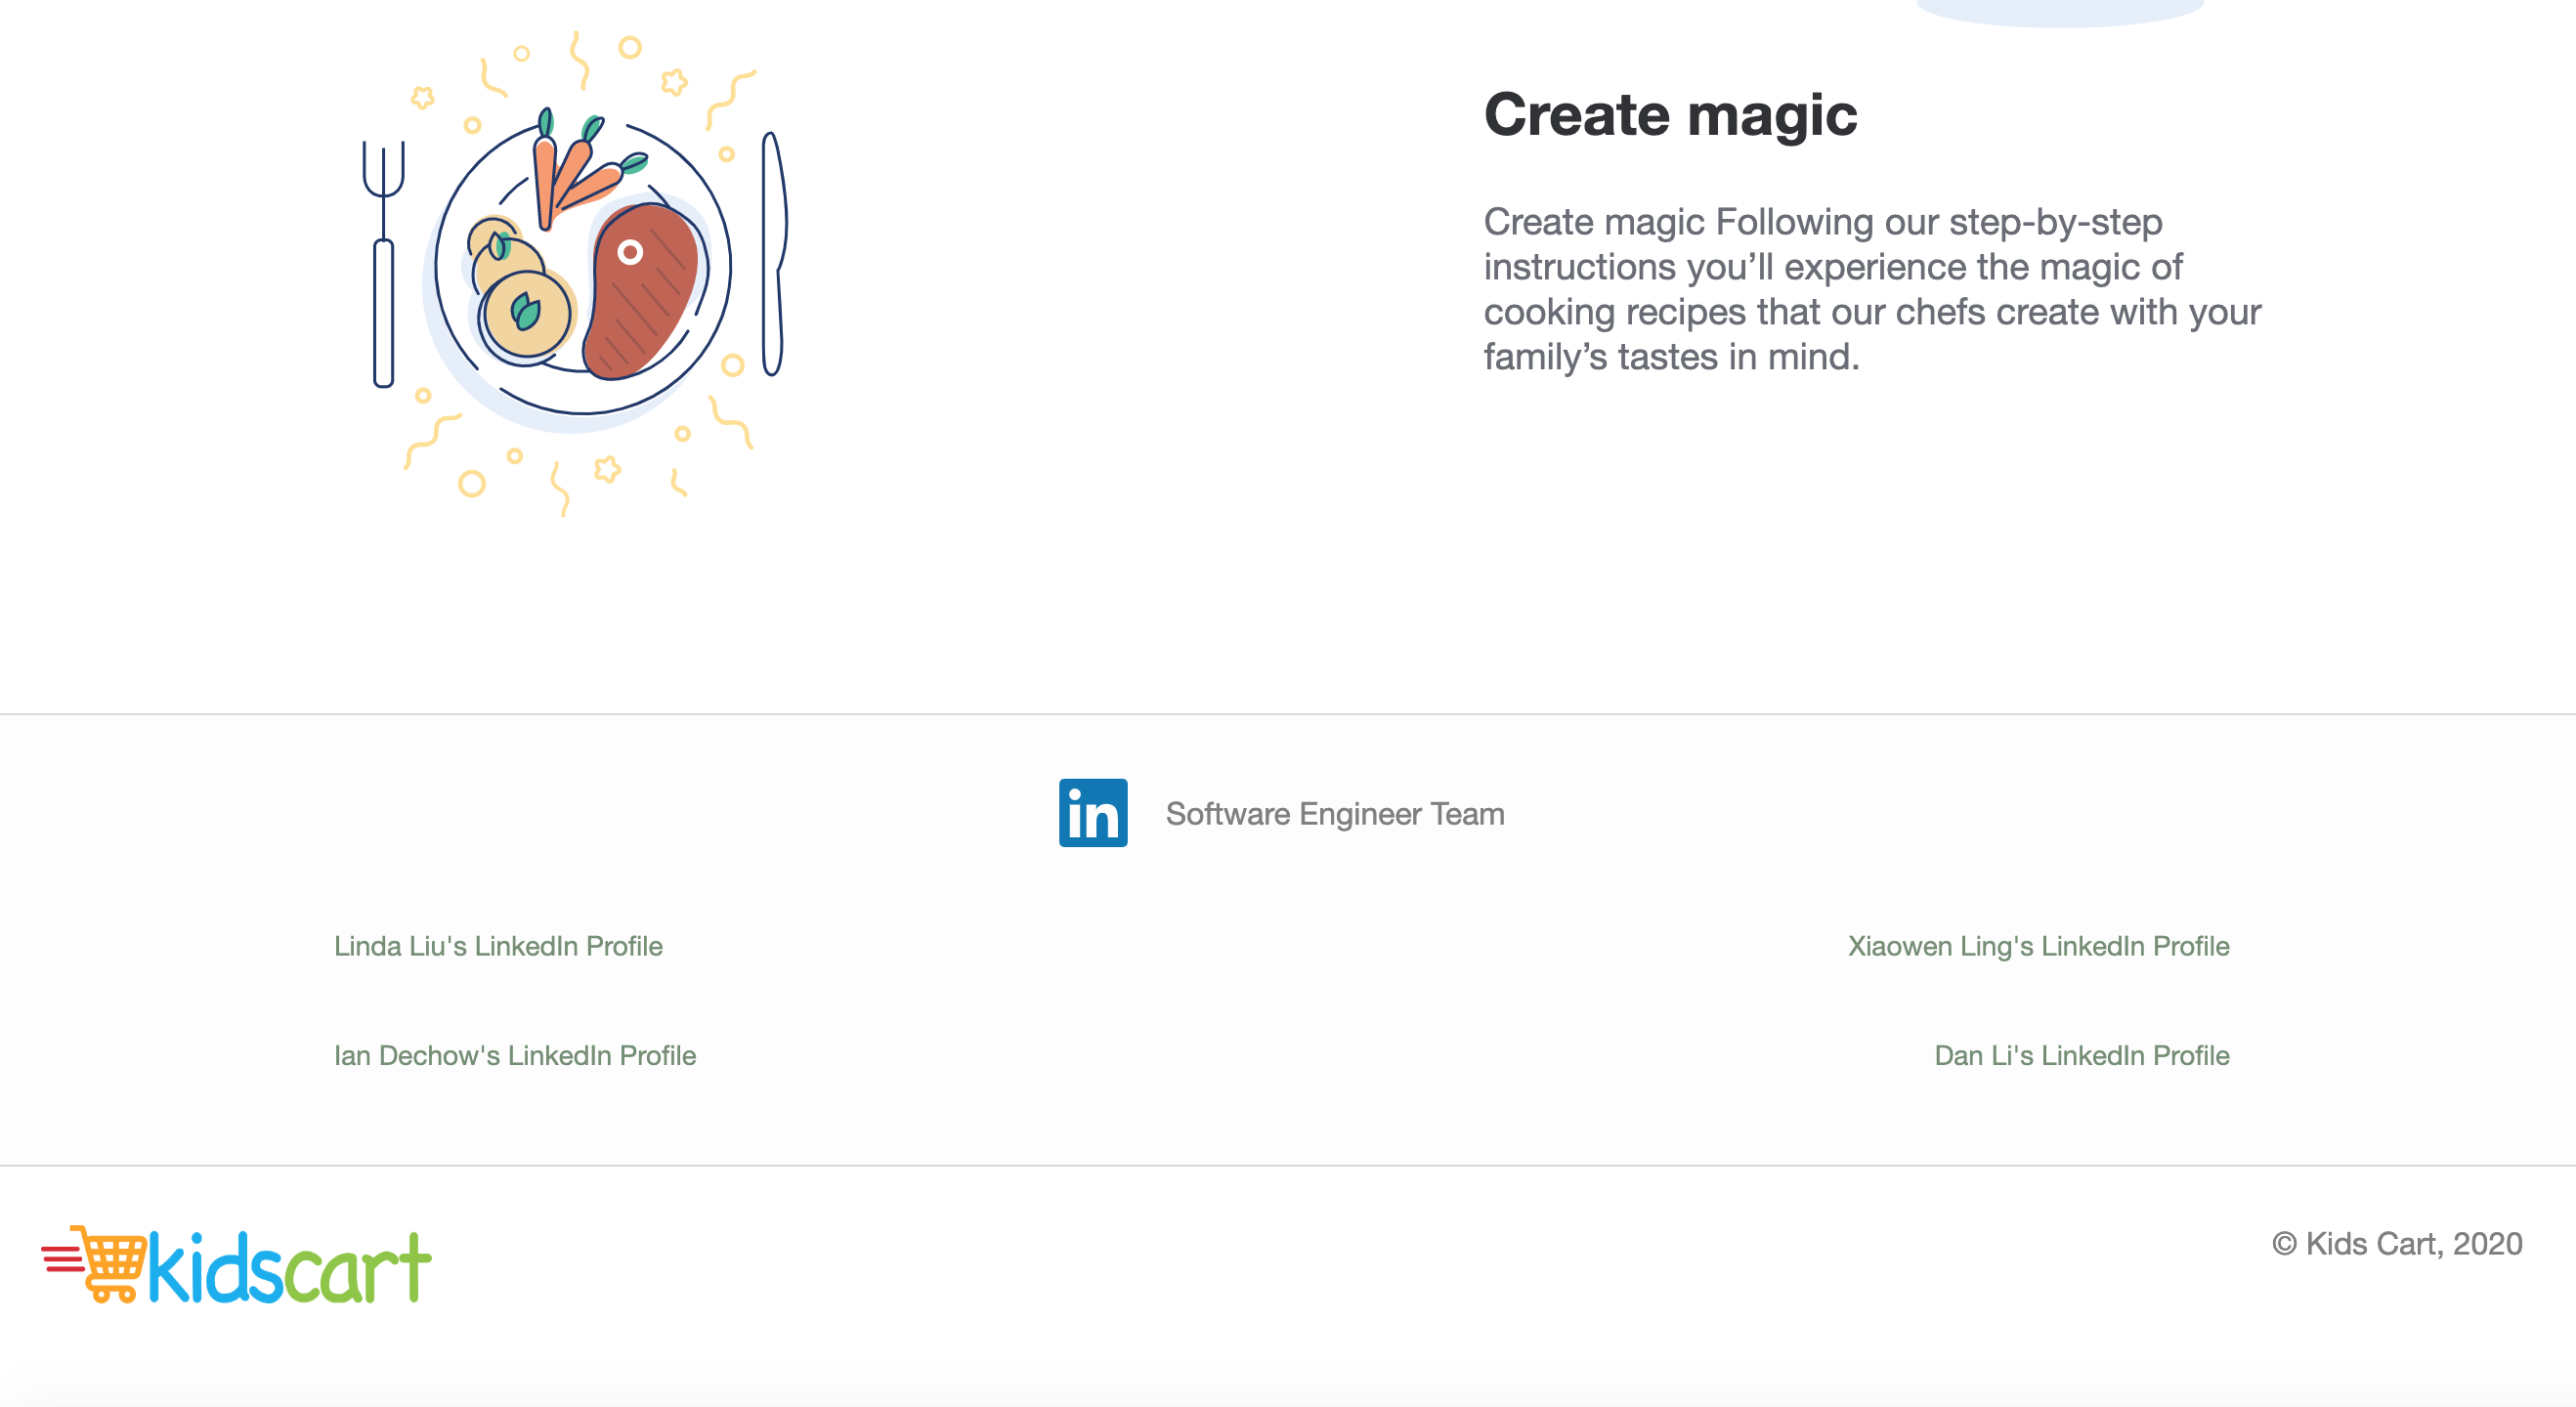 Create magic
Create magic Following our step-by-step
instructions you’ll experience the magic of
cooking recipes that our chefs create with your
family’s tastes in mind.
in Software Engineer Team
Linda Liu's LinkedIn Profile
Xiaowen Ling's LinkedIn Profile
Ian Dechow's LinkedIn Profile
Dan Li's LinkedIn Profile
kidscart
© Kids Cart, 2020